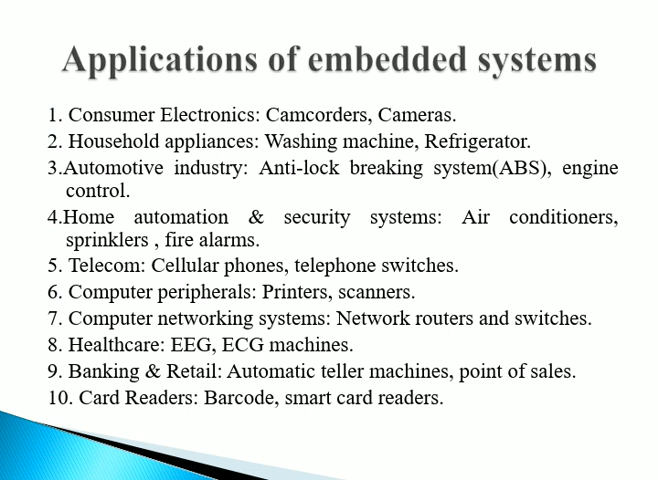 Applications of embedded systems
1. Consumer Electronics: Camcorders, Cameras.
2. Household appliances: Washing machine, Refrigerator.
3.Automotive industry: Anti-lock breaking system(ABS), engine
control.
4.Home automation & security systems: Air conditioners,
sprinklers , fire alarms.
5. Telecom: Cellular phones, telephone switches.
6. Computer peripherals: Printers, scanners.
7. Computer networking systems: Network routers and switches.
8. Healthcare: EEG, ECG machines.
9. Banking & Retail: Automatic teller machines, point of sales.
10. Card Readers: Barcode, smart card readers.